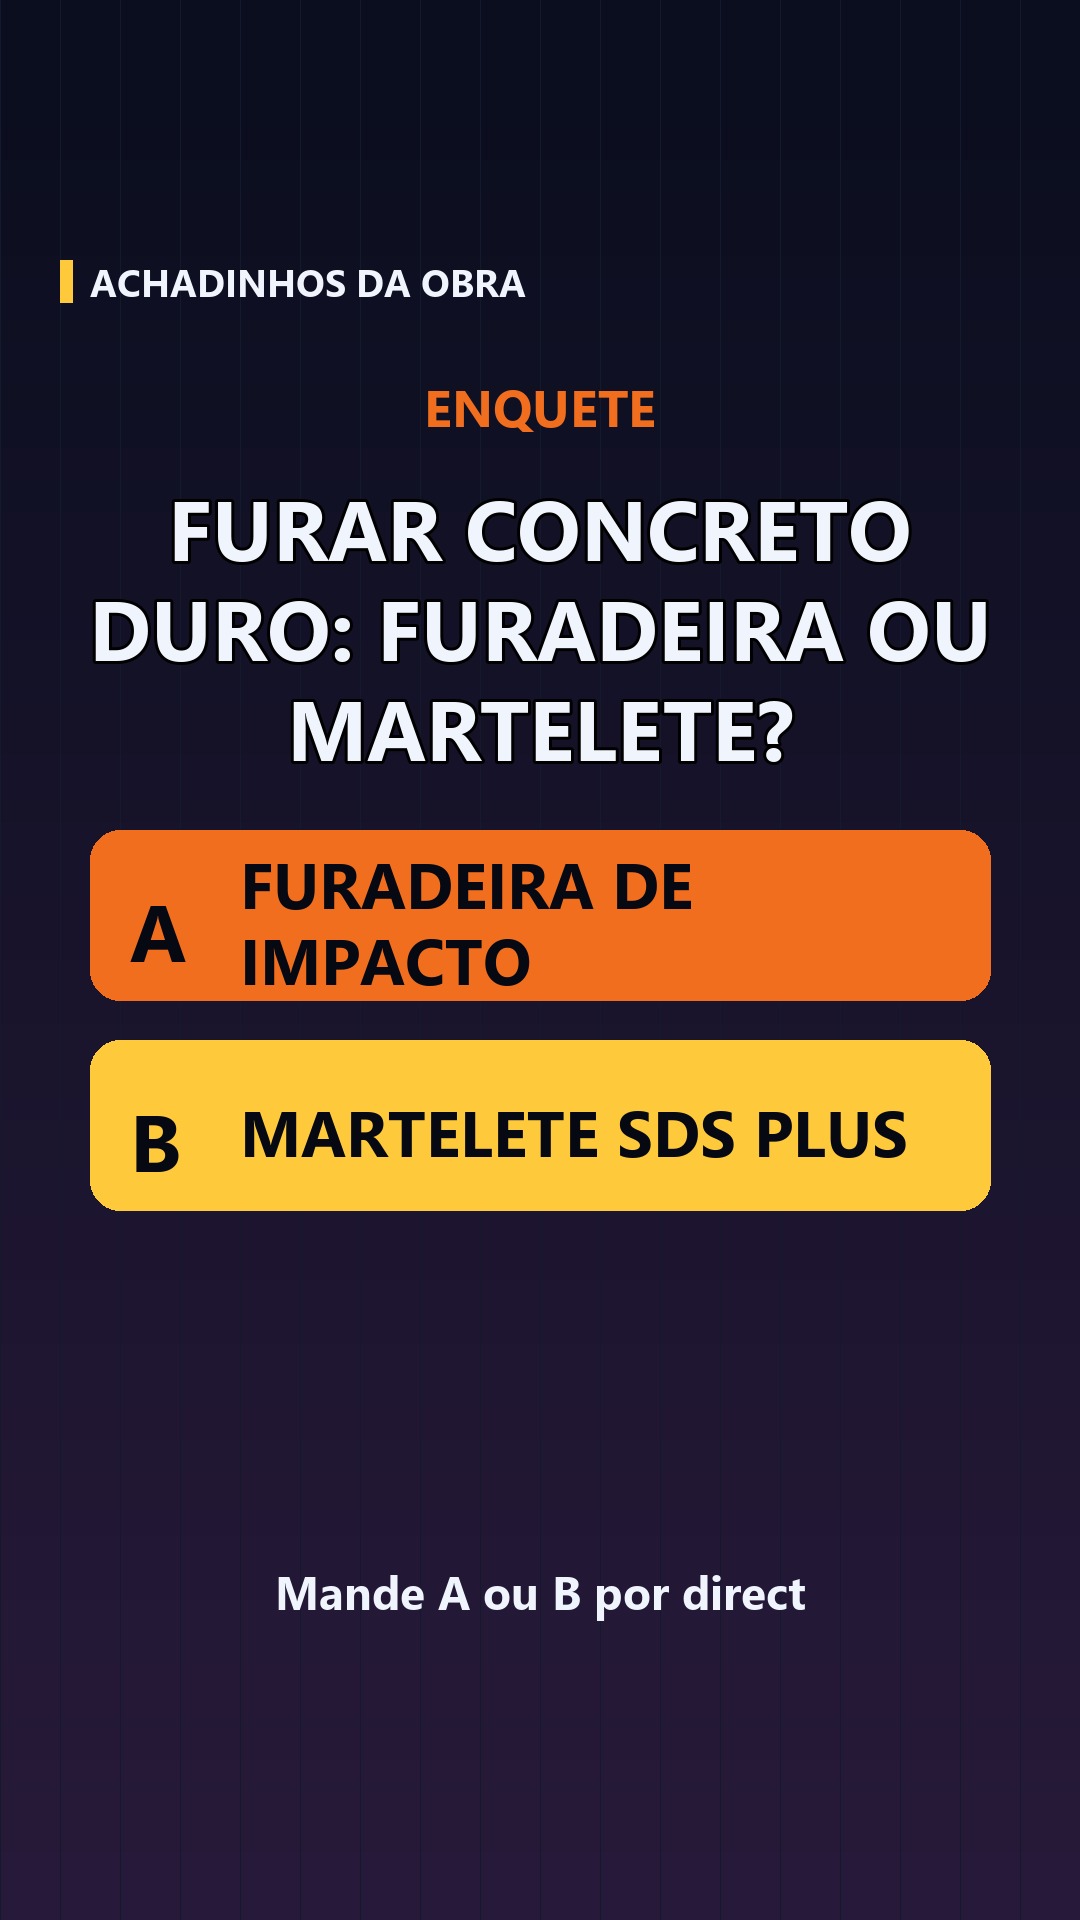 ACHADINHOS DA OBRA
ENQUETE
FURAR CONCRETO
DURO: FURADEIRA OU
MARTELETE?
A
FURADEIRA DE
IMPACTO
B
MARTELETE SDS PLUS
Mande A ou B por direct